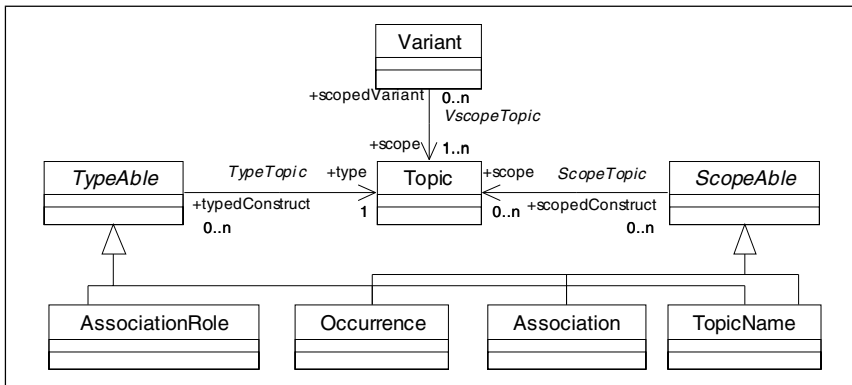 Variant
+scopedVariant 0..n
VscopeTopic
+scope 1..n
TypeAble TypeTopic +type Topic +scope ScopeTopic ScopeAble
+typedConstruct 1 0..n +scopedConstruct
0..n 0..n
AssociationRole Occurrence Association TopicName